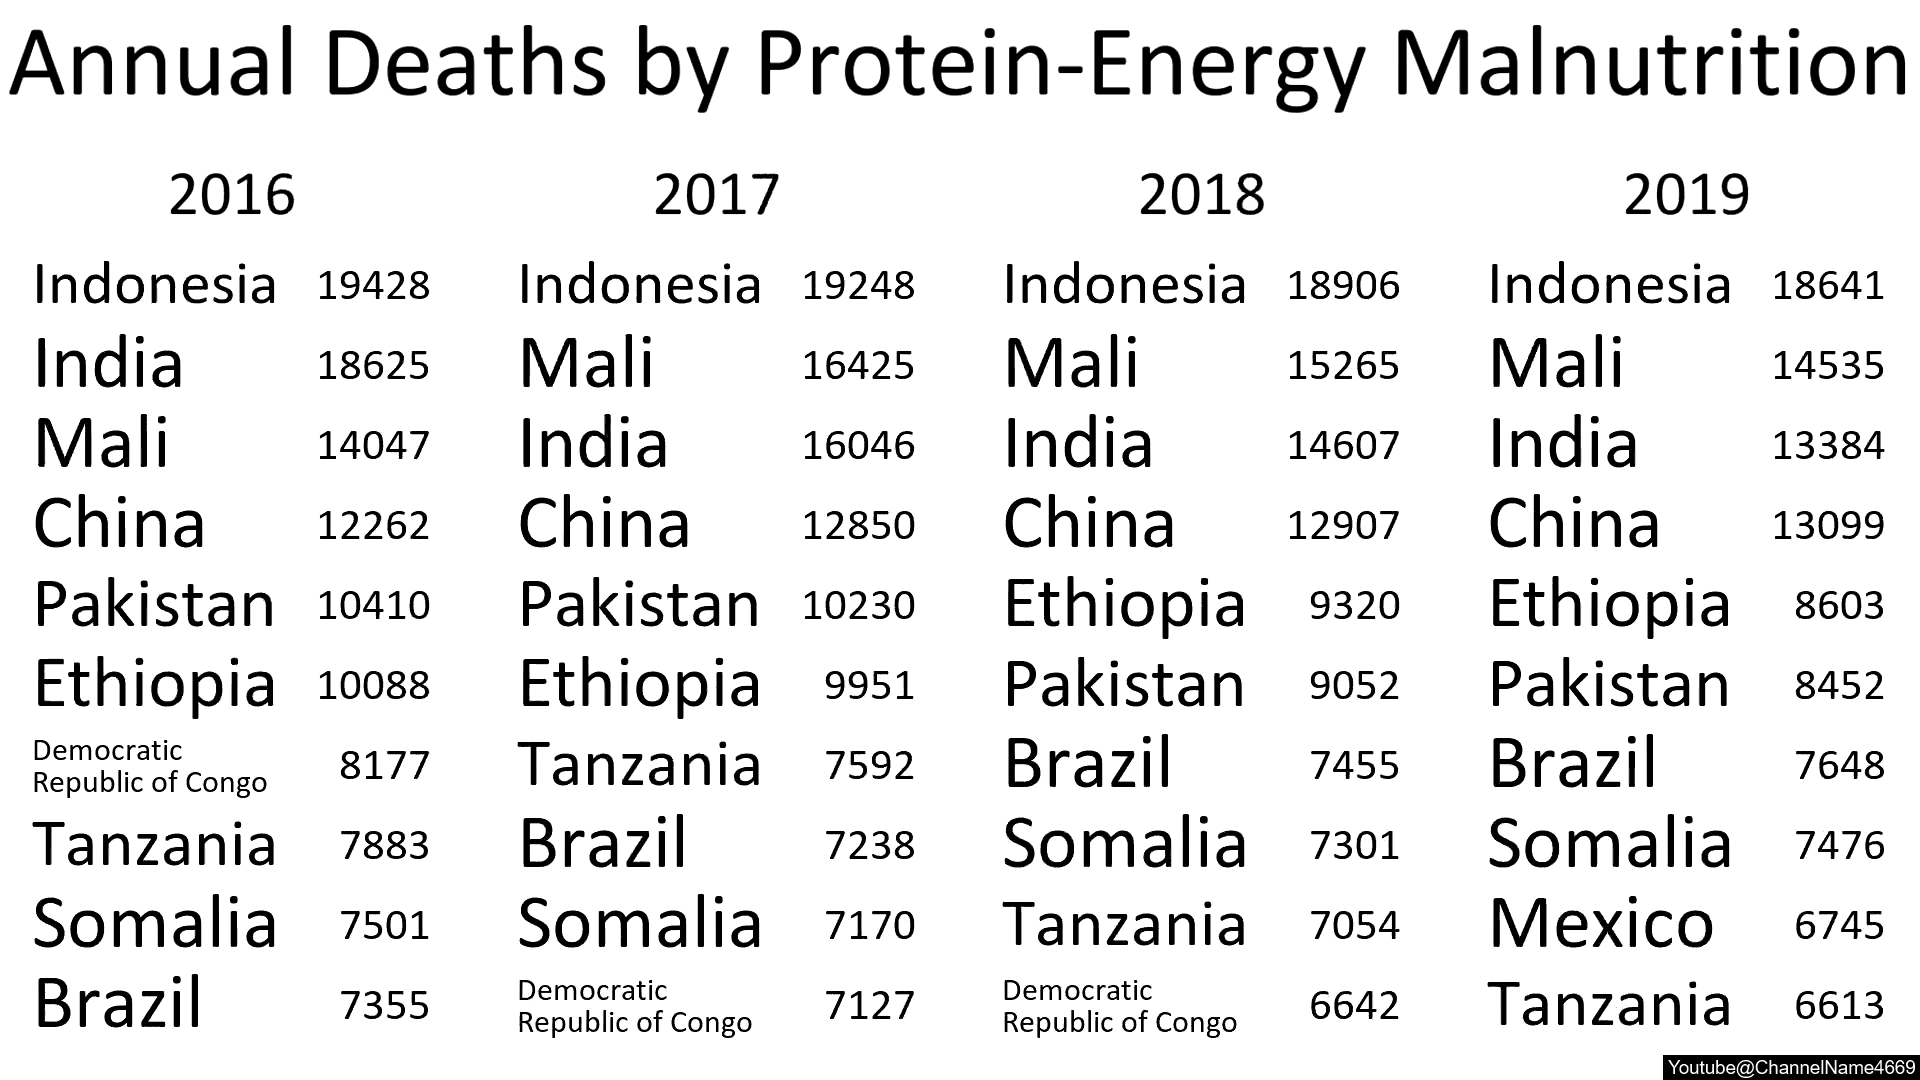 Annual Deaths by Protein-Energy Malnutrition
2016 2017 2018 2019
Indonesia 19428 Indonesia 19248 Indonesia 18906 Indonesia 18641
India 18625 Mali 16425 Mali 15265 Mali 14535
Mali 14047 India 16046 India 14607 India 13384
China 12262 China 12850 China 12907 China 13099
Pakistan 10410 Pakistan 10230 Ethiopia 9320 Ethiopia 8603
Ethiopia 10088 Ethiopia 9951 Pakistan 9052 Pakistan 8452
Democratic
Republic of Congo 8177 Tanzania 7592 Brazil 7455 Brazil 7648
Tanzania 7883 Brazil 7238 Somalia 7301 Somalia 7476
Somalia 7501 Somalia 7170 Tanzania 7054 Mexico 6745
Brazil 7355 Democratic
Republic of Congo 7127 Democratic
Republic of Congo 6642 Tanzania 6613
Youtube@ChannelName4669